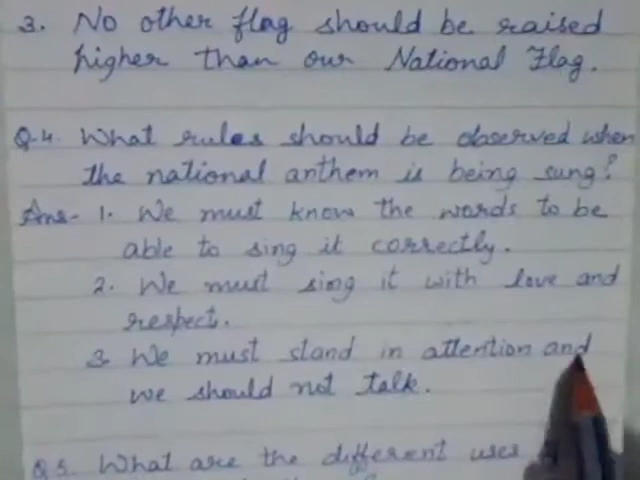 3. No other flag should be raised
higher than our National Flag.
Q.4. What rules should be observed when
the national anthem is being sung?
Ans- 1. We must know the words to be
able to sing it correctly.
2. We must sing it with love and
respect.
3. We must stand in attention and
we should not talk.
Q 5. What are the different uses